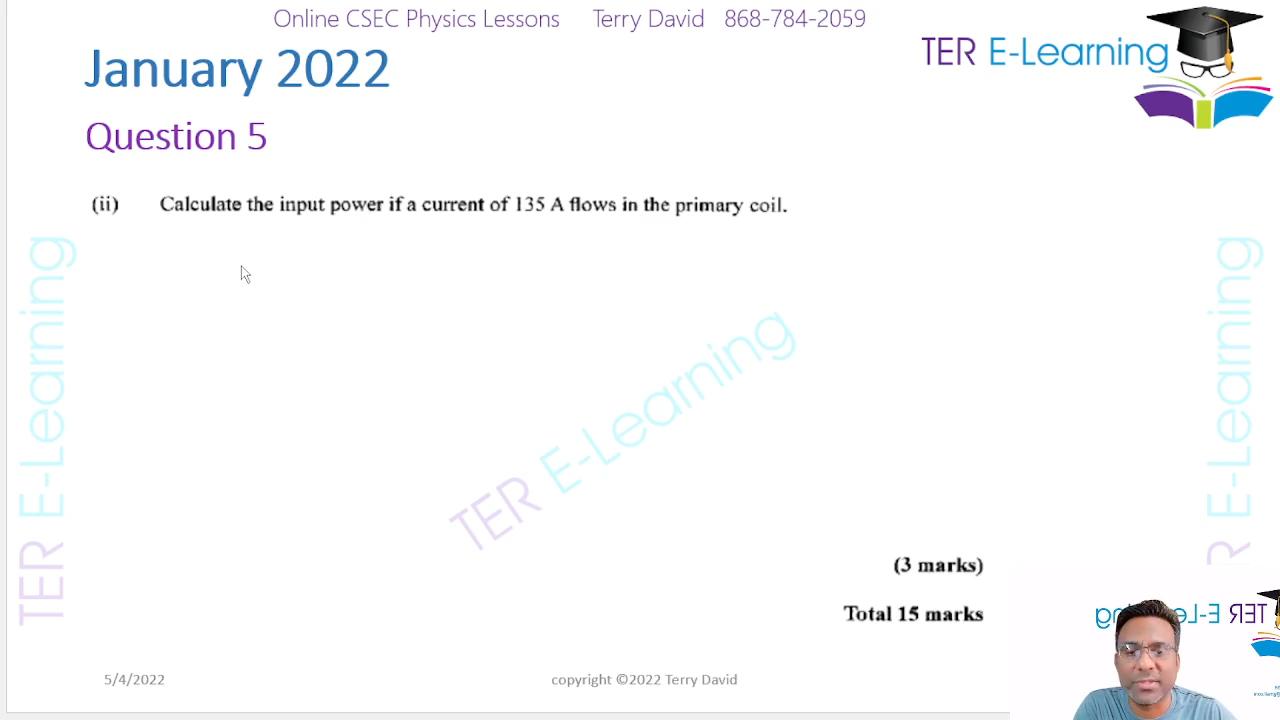 Online CSEC Physics Lessons Terry David 868-784-2059
TER E-Learning
January 2022
Question 5
(ii) Calculate the input power if a current of 135 A flows in the primary coil.
TER E-Learning
TER E-Learning
R E-Learning
(3 marks)
Total 15 marks
TER E-Learning
5/4/2022
copyright ©2022 Terry David